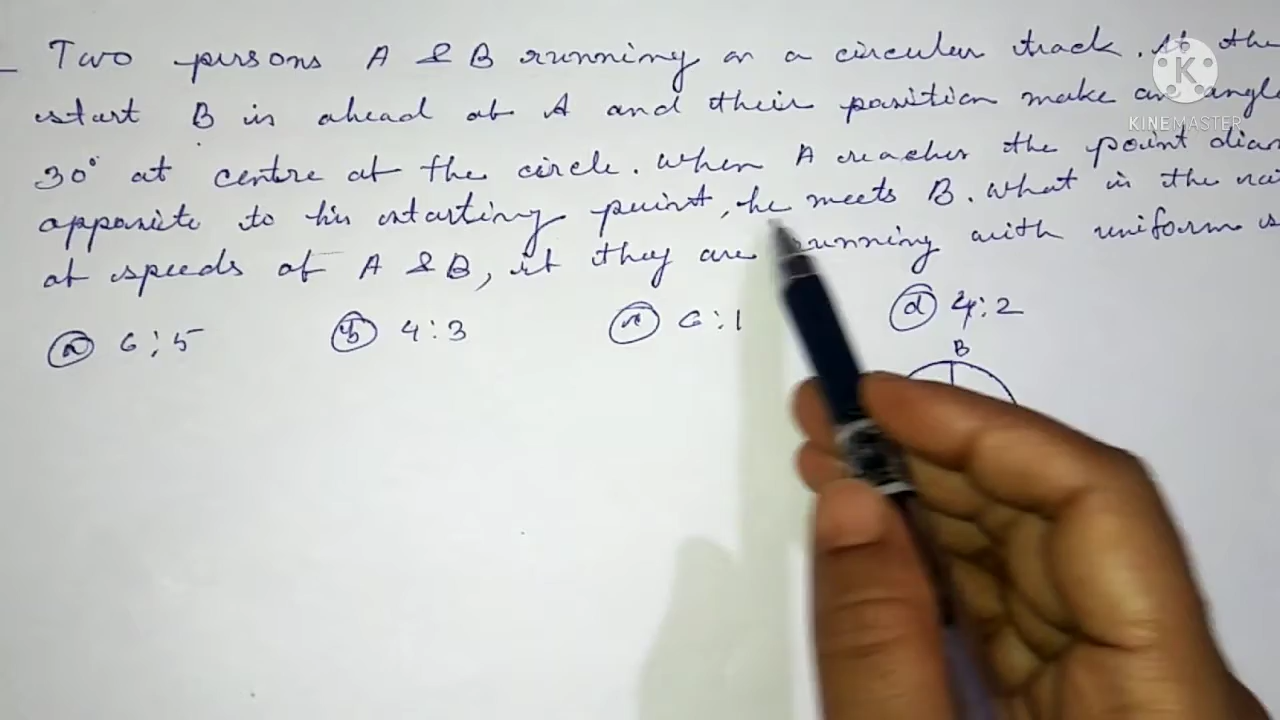 Two persons A & B running on a circular track. At the
start B is ahead of A and their position make an angle
30° at centre of the circle. When A reaches the point diam
opposite to his starting point, he meets B. What is the
of speeds of A & B, if they are running with uniform s
(a) 6:5 (b) 4:3 (c) 6:1 (d) 4:2
B
K
KINEMASTER